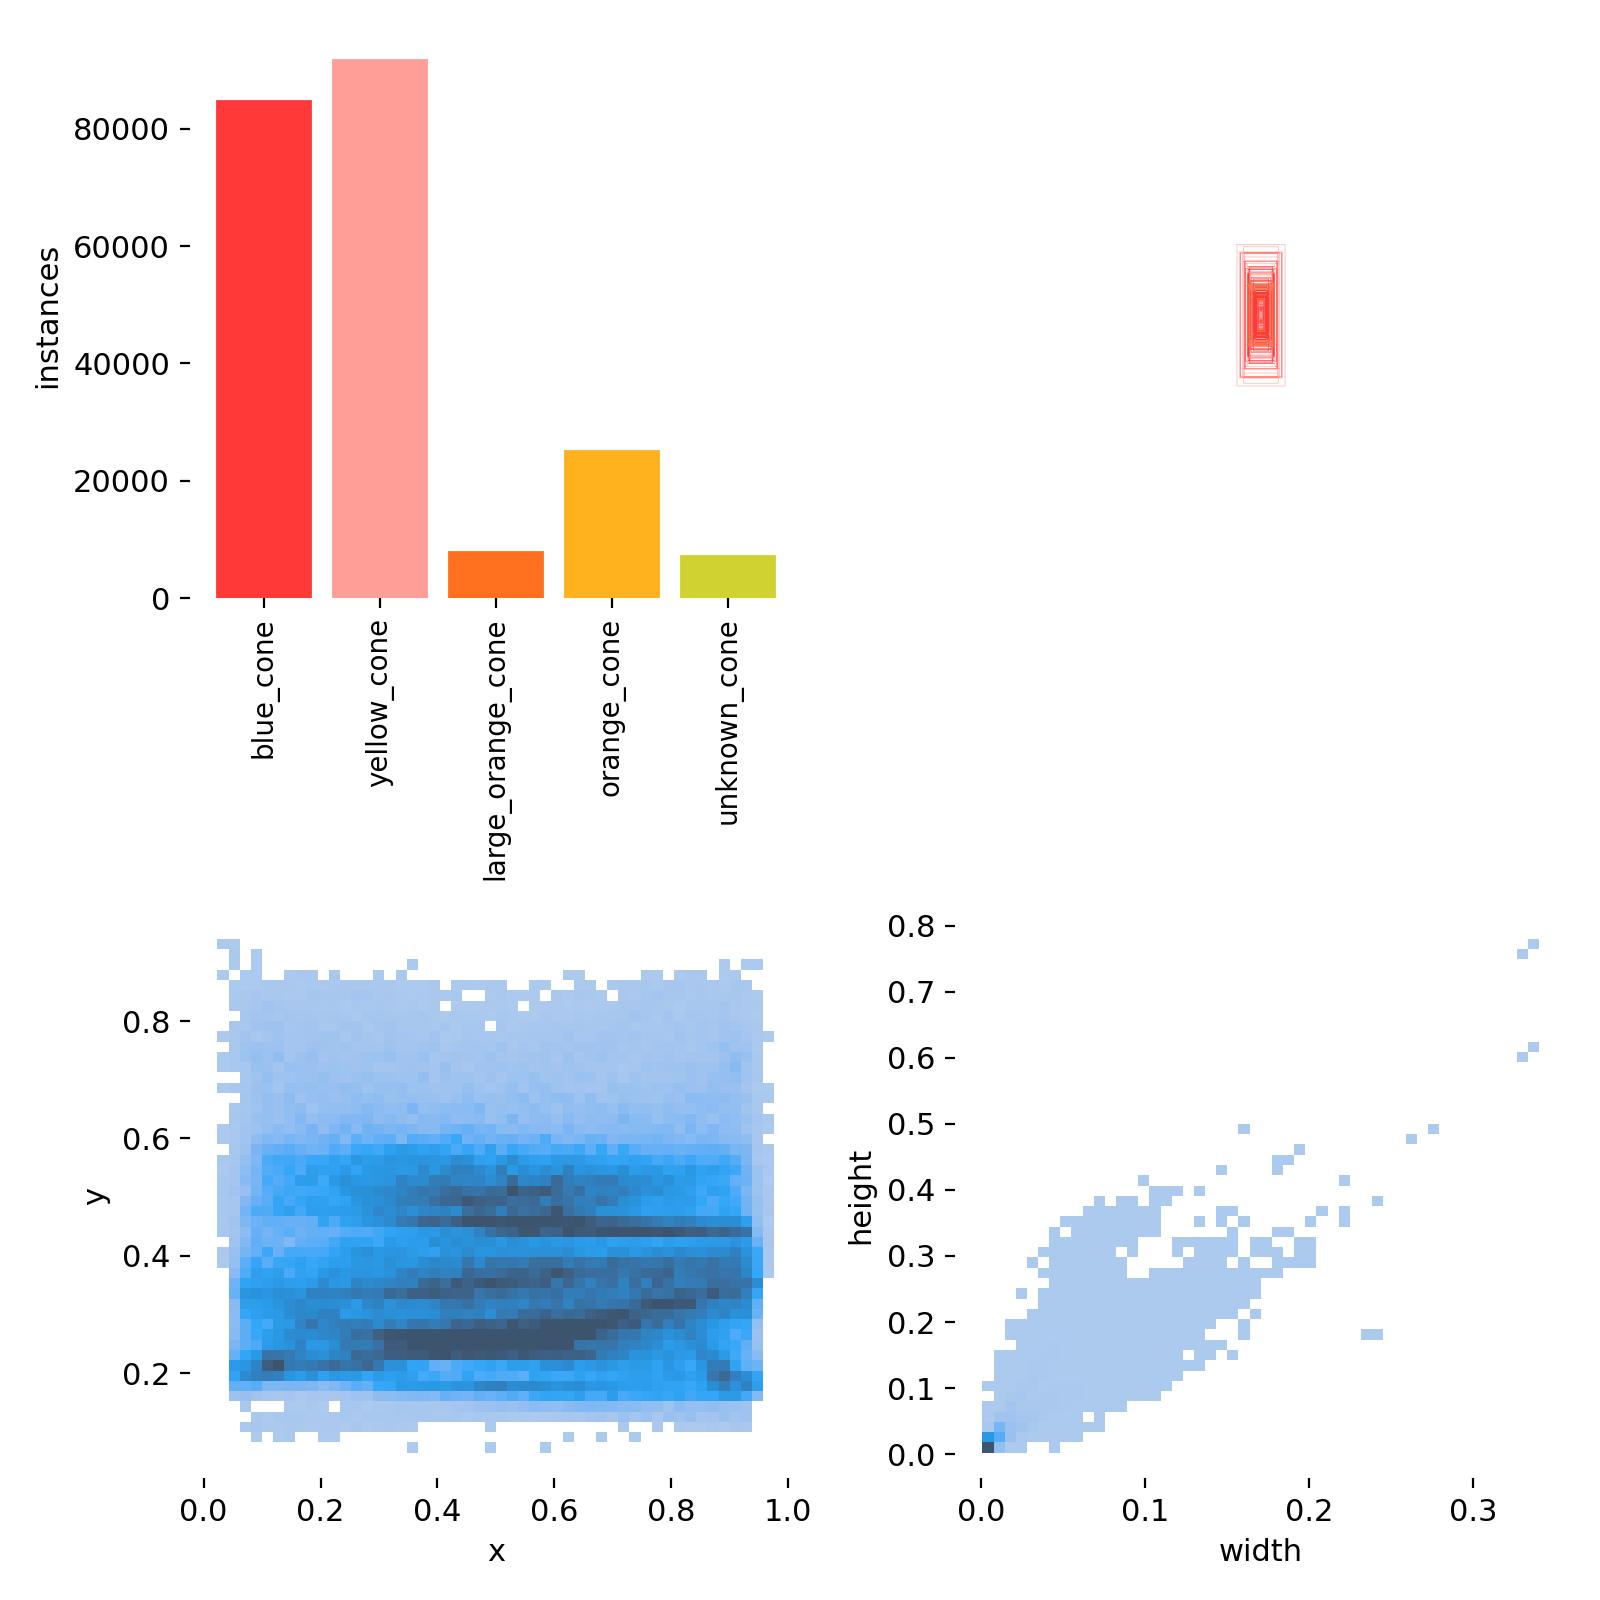 80000
60000
40000
20000
0
instances
blue_cone
yellow_cone
large_orange_cone
orange_cone
unknown_cone
0.8
0.6
0.4
0.2
y
0.0 0.2 0.4 0.6 0.8 1.0
x
0.8
0.7
0.6
0.5
0.4
0.3
0.2
0.1
0.0
height
0.0 0.1 0.2 0.3
width